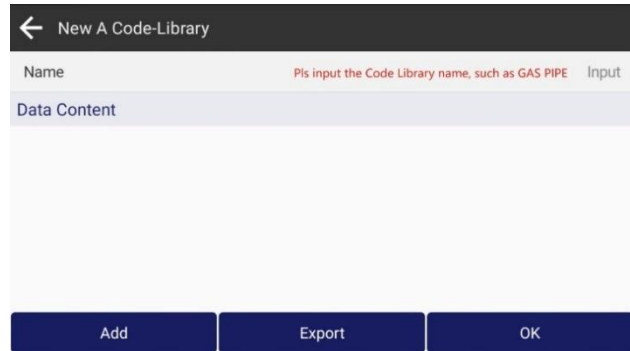 New A Code-Library
Name Pls input the Code Library name, such as GAS PIPE Input
Data Content
Add Export OK